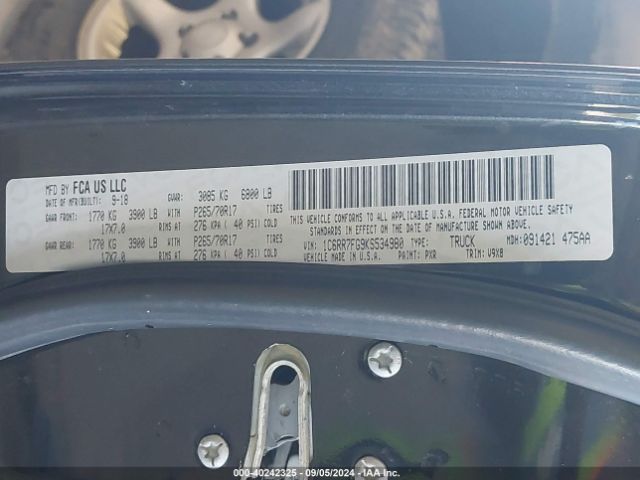 MFD BY FCA US LLC
DATE OF MFR(BUILT): 9-18 GVWR: 3085 KG 6800 LB
GAWR FRONT: 1770 KG 3900 LB WITH P265/70R17 TIRES
17X7.0 RIMS AT 276 KPA ( 40 PSI) COLD
GAWR REAR: 1770 KG 3900 LB WITH P265/70R17 TIRES
17X7.0 RIMS AT 276 KPA ( 40 PSI) COLD
THIS VEHICLE CONFORMS TO ALL APPLICABLE U.S.A. FEDERAL MOTOR VEHICLE SAFETY
STANDARDS IN EFFECT ON THE DATE OF MANUFACTURE SHOWN ABOVE
VIN: 1C6RR7FG9KS534980 TYPE: TRUCK MDH: 091421 475AA
VEHICLE MADE IN U.S.A. PAINT: PXR TRIM: V9X8
000-40242325 - 09/05/2024 - IAAI.COM